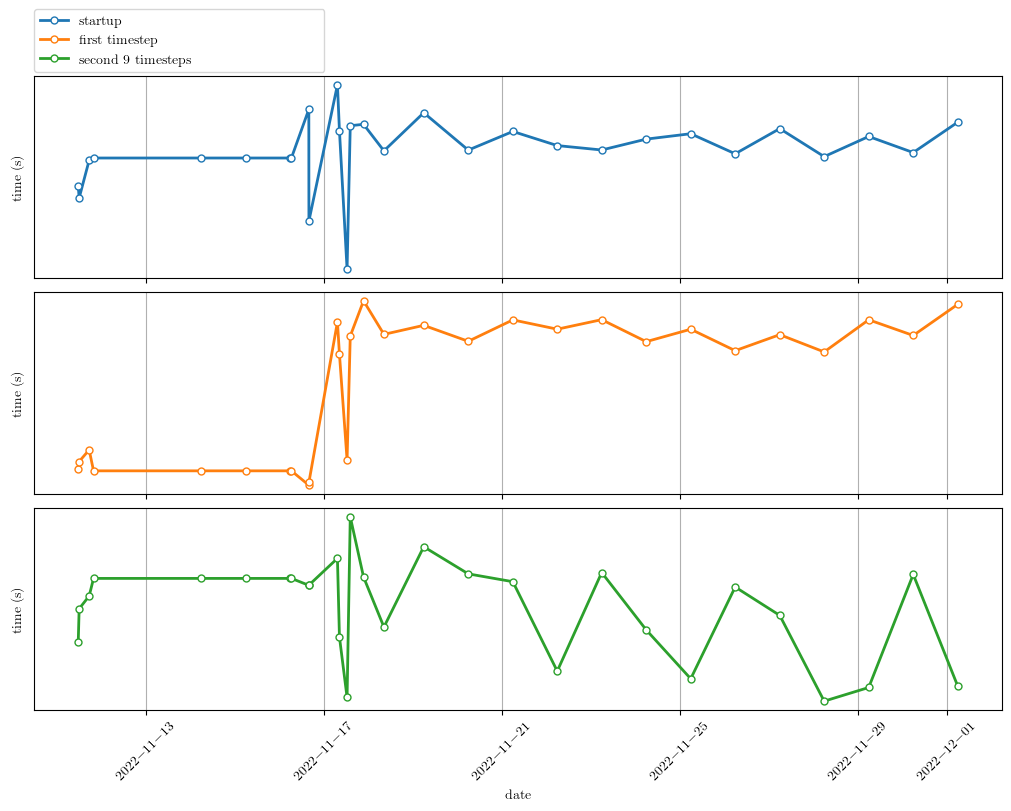 startup
first timestep
second 9 timesteps
time (s)
time (s)
time (s)
2022−11−13
2022−11−17
2022−11−21
2022−11−25
2022−11−29
2022−12−01
date